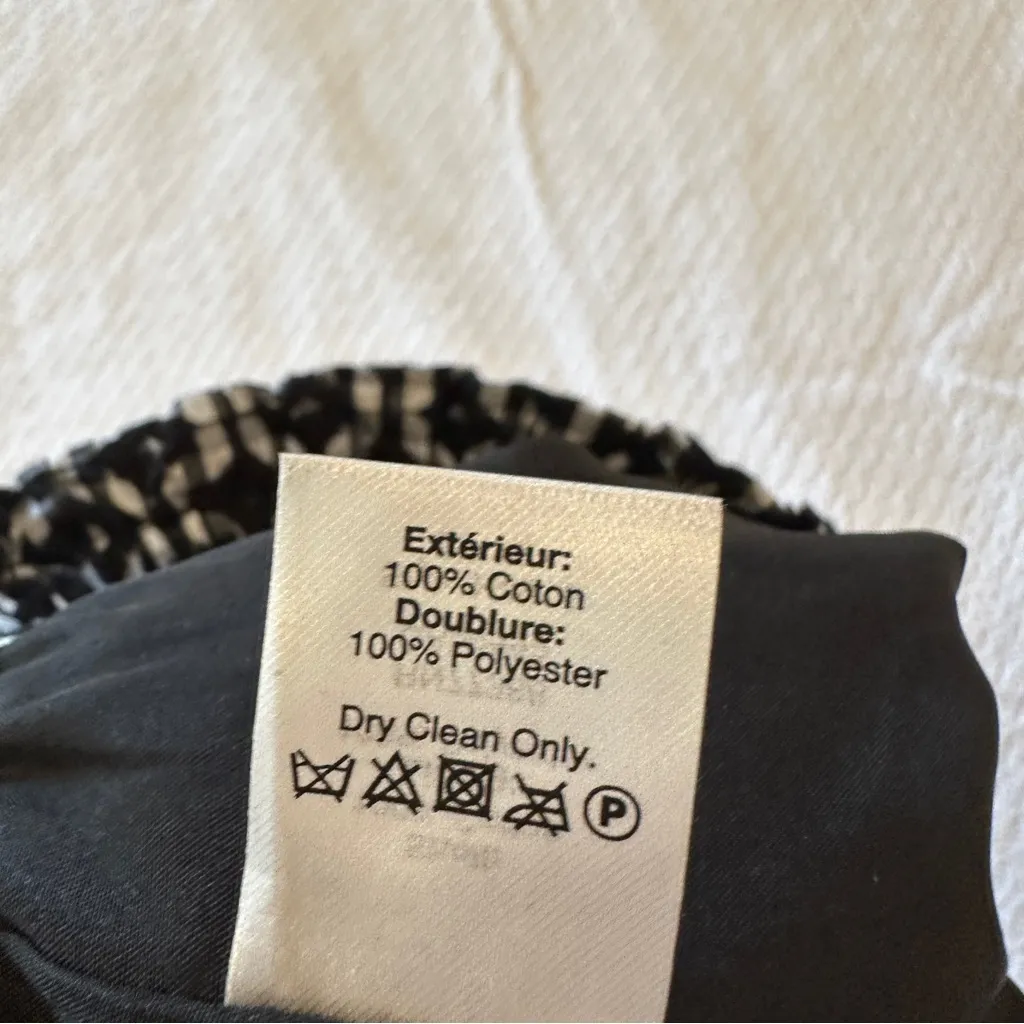 Extérieur:
100% Coton
Doublure:
100% Polyester
Dry Clean Only.
P